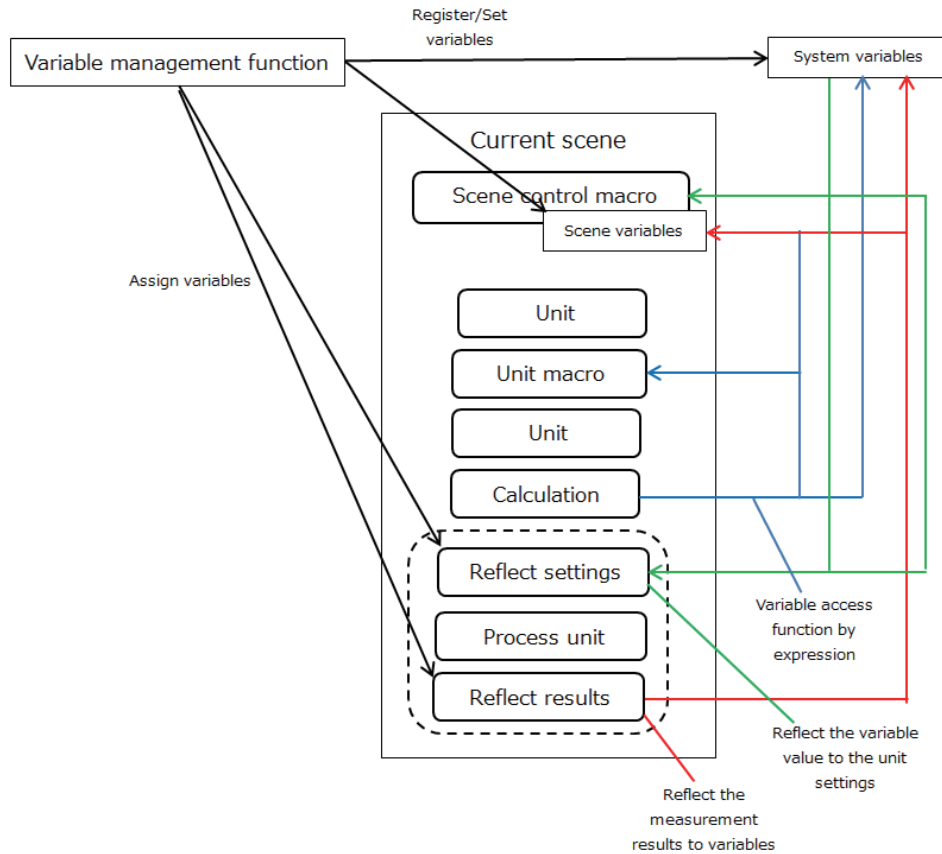 Register/Set
variables
Variable management function
System variables
Current scene
Scene control macro
Scene variables
Assign variables
Unit
Unit macro
Unit
Calculation
Reflect settings
Variable access
function by
expression
Process unit
Reflect results
Reflect the variable
value to the unit
settings
Reflect the
measurement
results to variables